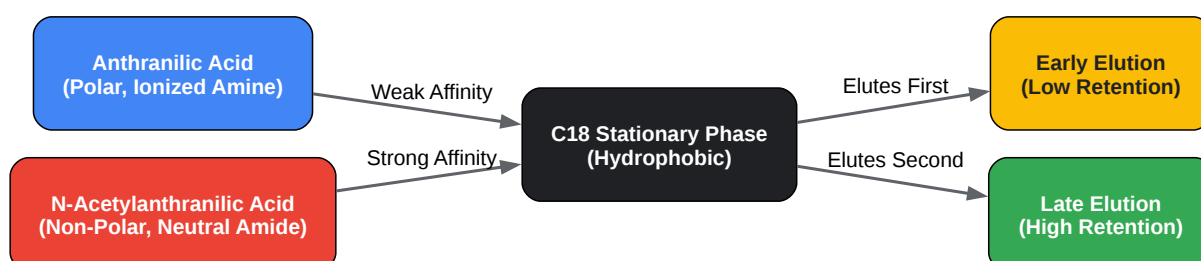 Anthranilic Acid
(Polar, Ionized Amine)
Weak Affinity
N-Acetylanthranilic Acid
(Non-Polar, Neutral Amide)
Strong Affinity
C18 Stationary Phase
(Hydrophobic)
Elutes First
Early Elution
(Low Retention)
Elutes Second
Late Elution
(High Retention)